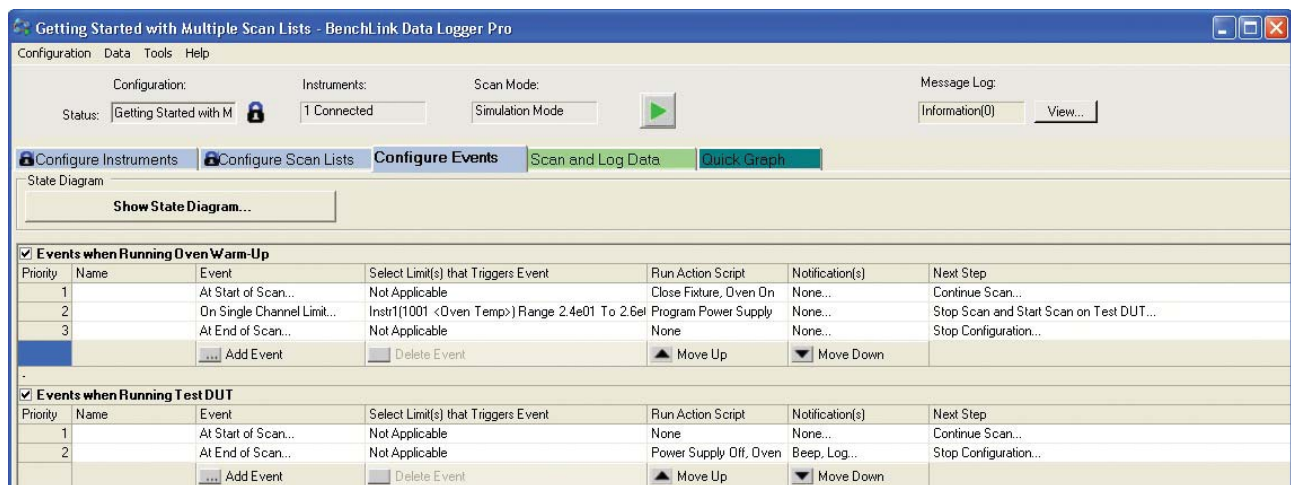 Getting Started with Multiple Scan Lists - BenchLink Data Logger Pro
Configuration Data Tools Help
Configuration: Instruments: Scan Mode: Message Log:
Status: Getting Started with M 1 Connected Simulation Mode Information(0) View...
Configure Instruments Configure Scan Lists Configure Events Scan and Log Data Quick Graph
State Diagram
Show State Diagram...
Events when Running Oven Warm-Up
Priority Name Event Select Limit(s) that Triggers Event Run Action Script Notification(s) Next Step
1 At Start of Scan... Not Applicable Close Fixture, Oven On None... Continue Scan...
2 On Single Channel Limit... Instr1(1001 <Oven Temp>) Range 2.4e01 To 2.6e Program Power Supply None... Stop Scan and Start Scan on Test DUT...
3 At End of Scan... Not Applicable None None... Stop Configuration...
... Add Event Delete Event Move Up Move Down
-
Events when Running Test DUT
Priority Name Event Select Limit(s) that Triggers Event Run Action Script Notification(s) Next Step
1 At Start of Scan... Not Applicable None None... Continue Scan...
2 At End of Scan... Not Applicable Power Supply Off, Oven Beep, Log... Stop Configuration...
... Add Event Delete Event Move Up Move Down